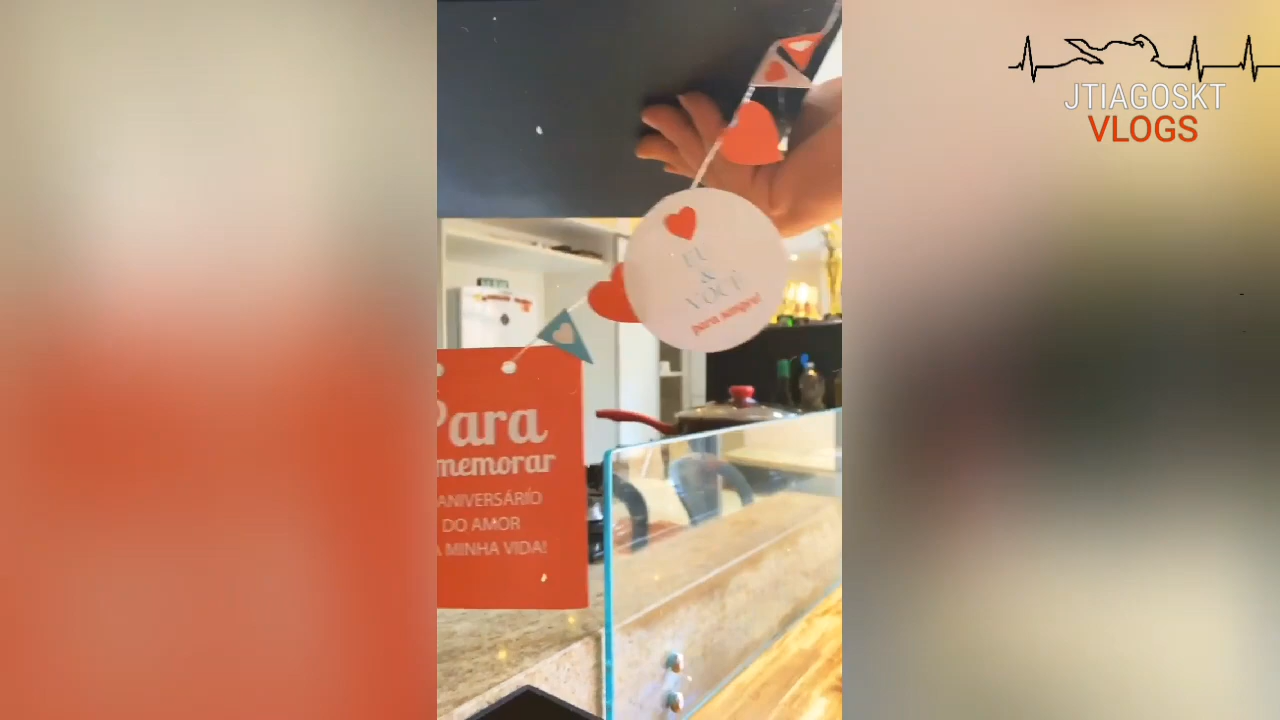 JTIAGOSKT
VLOGS
EU
&
VOCÊ
para sempre!
Para
memorar
ANIVERSÁRIO
DO AMOR
A MINHA VIDA!